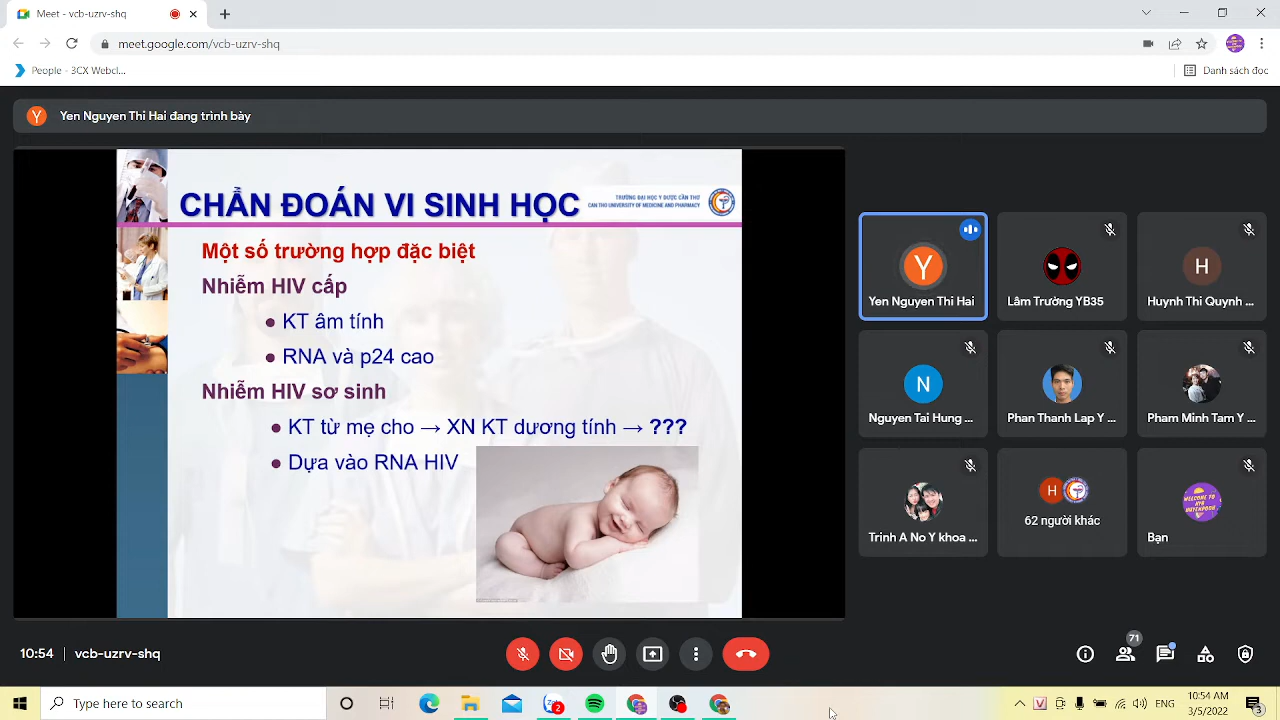 Meet - vcb-uzrv-shq
meet.google.com/vcb-uzrv-shq
People - 3CX Webcl...
Danh sách đọc
Y
Yen Nguyen Thi Hai đang trình bày
CHẨN ĐOÁN VI SINH HỌC
TRƯỜNG ĐẠI HỌC Y DƯỢC CẦN THƠ
CAN THO UNIVERSITY OF MEDICINE AND PHARMACY
Một số trường hợp đặc biệt
Nhiễm HIV cấp
● KT âm tính
● RNA và p24 cao
Nhiễm HIV sơ sinh
● KT từ mẹ cho → XN KT dương tính → ???
● Dựa vào RNA HIV
Y
Yen Nguyen Thi Hai
Lâm Trường YB35
H
Huynh Thi Quynh ...
N
Nguyen Tai Hung ...
Phan Thanh Lap Y ...
Pham Minh Tam Y ...
Trinh A No Y khoa ...
H
62 người khác
WELCOME TO
Bạn
10:54 | vcb-uzrv-shq
71
Type here to search
2
ENG
10:54 AM
3